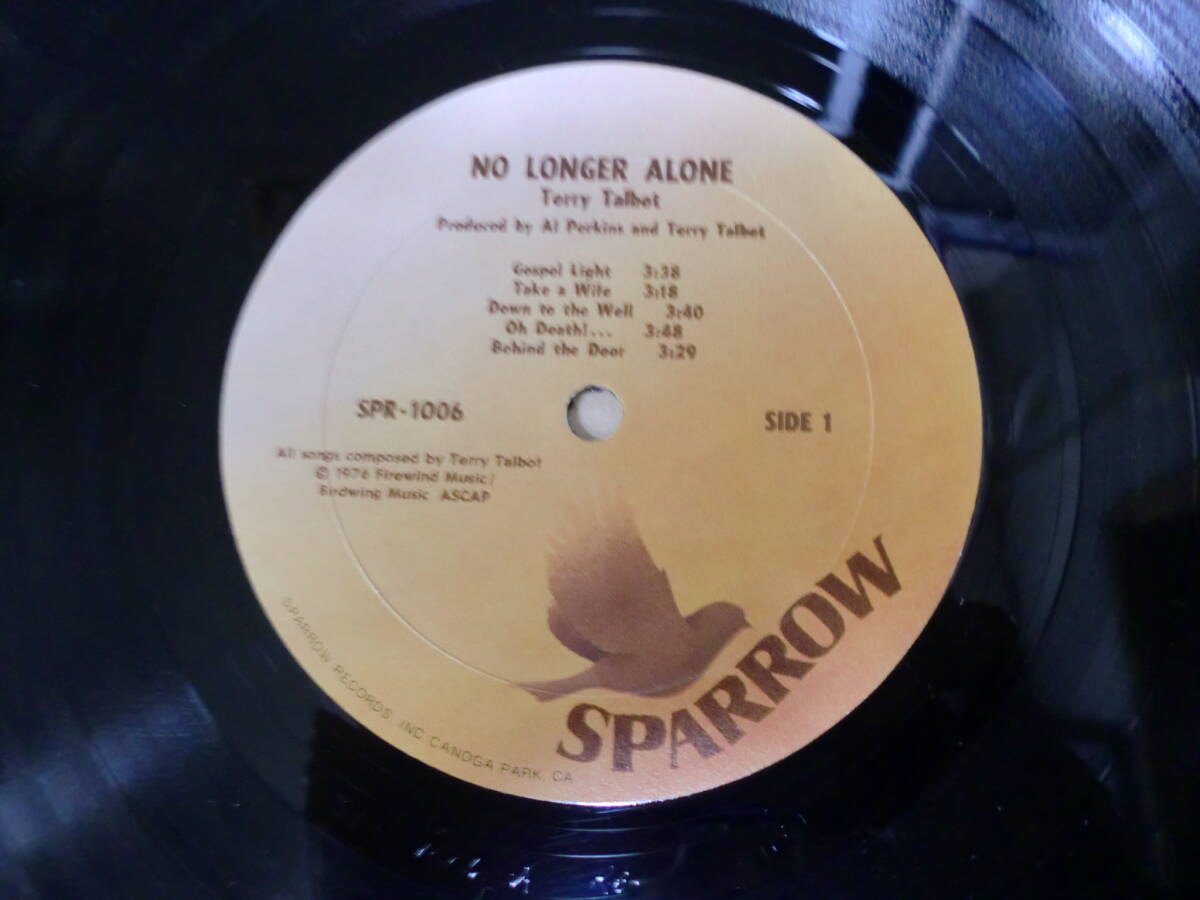 NO LONGER ALONE
Terry Talbot
Produced by Al Perkins and Terry Talbot
Gospel Light 3:38
Take a Wife 3:18
Down to the Well 3:40
Oh Death!... 3:48
Behind the Door 3:29
SPR-1006
SIDE 1
All songs composed by Terry Talbot
© 1976 Firewind Music/
Birdwing Music ASCAP
SPARROW
SPARROW RECORDS, INC. CANOGA PARK, CA